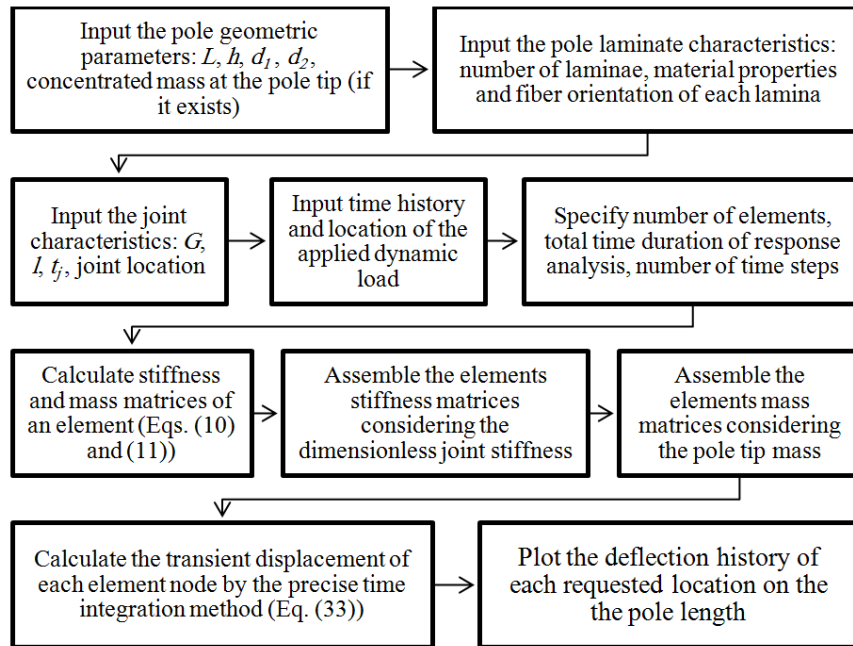 Input the pole geometric
parameters: L, h, d1, d2,
concentrated mass at the pole tip (if
it exists)
Input the pole laminate characteristics:
number of laminae, material properties
and fiber orientation of each lamina
Input the joint
characteristics: G,
l, tj, joint location
Input time history
and location of the
applied dynamic
load
Specify number of elements,
total time duration of response
analysis, number of time steps
Calculate stiffness
and mass matrices of
an element (Eqs. (10)
and (11))
Assemble the elements
stiffness matrices
considering the
dimensionless joint stiffness
Assemble the
elements mass
matrices considering
the pole tip mass
Calculate the transient displacement of
each element node by the precise time
integration method (Eq. (33))
Plot the deflection history of
each requested location on the
the pole length